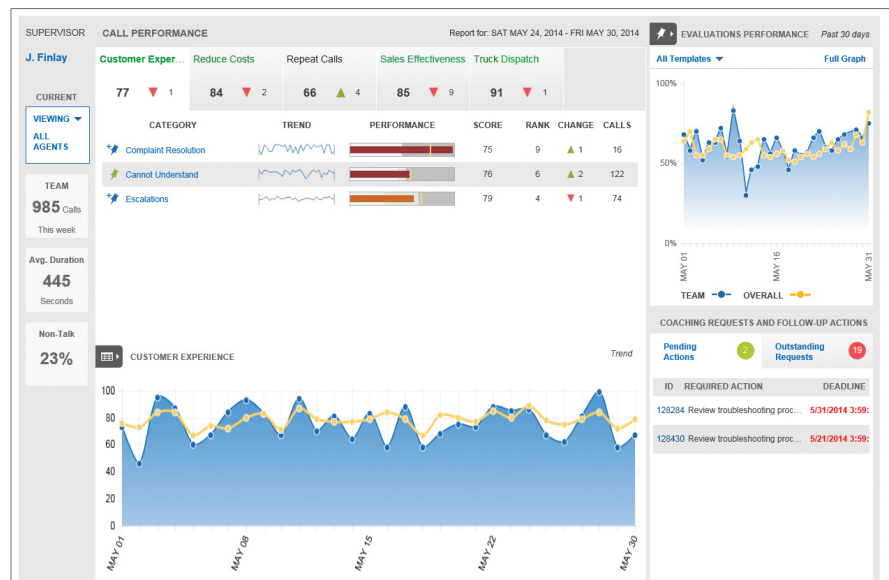 SUPERVISOR
J. Finlay
CURRENT
VIEWING
ALL
AGENTS
TEAM
985 Calls
This week
Avg. Duration
445
Seconds
Non-Talk
23%
CALL PERFORMANCE
Report for: SAT MAY 24, 2014 - FRI MAY 30, 2014
Customer Exper... Reduce Costs Repeat Calls Sales Effectiveness Truck Dispatch
77 1 84 2 66 4 85 9 91 1
CATEGORY TREND PERFORMANCE SCORE RANK CHANGE CALLS
Complaint Resolution 75 9 1 16
Cannot Understand 76 6 2 122
Escalations 79 4 1 74
CUSTOMER EXPERIENCE Trend
100
80
60
40
20
0
MAY 01 MAY 08 MAY 15 MAY 22 MAY 30
EVALUATIONS PERFORMANCE Past 30 days
All Templates Full Graph
100%
50%
0%
MAY 01 MAY 16 MAY 31
TEAM OVERALL
COACHING REQUESTS AND FOLLOW-UP ACTIONS
Pending
Actions
2
Outstanding
Requests
19
ID REQUIRED ACTION DEADLINE
128284 Review troubleshooting proc... 5/31/2014 3:59:
128430 Review troubleshooting proc... 5/21/2014 3:59: